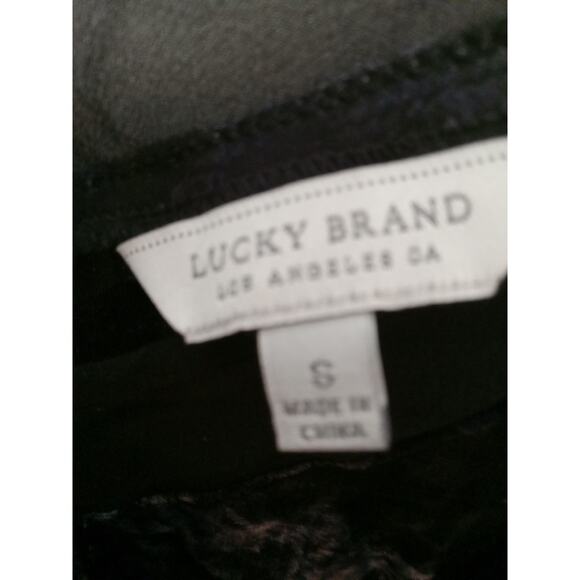 LUCKY BRAND
LOS ANGELES CA
S
MADE IN
CHINA